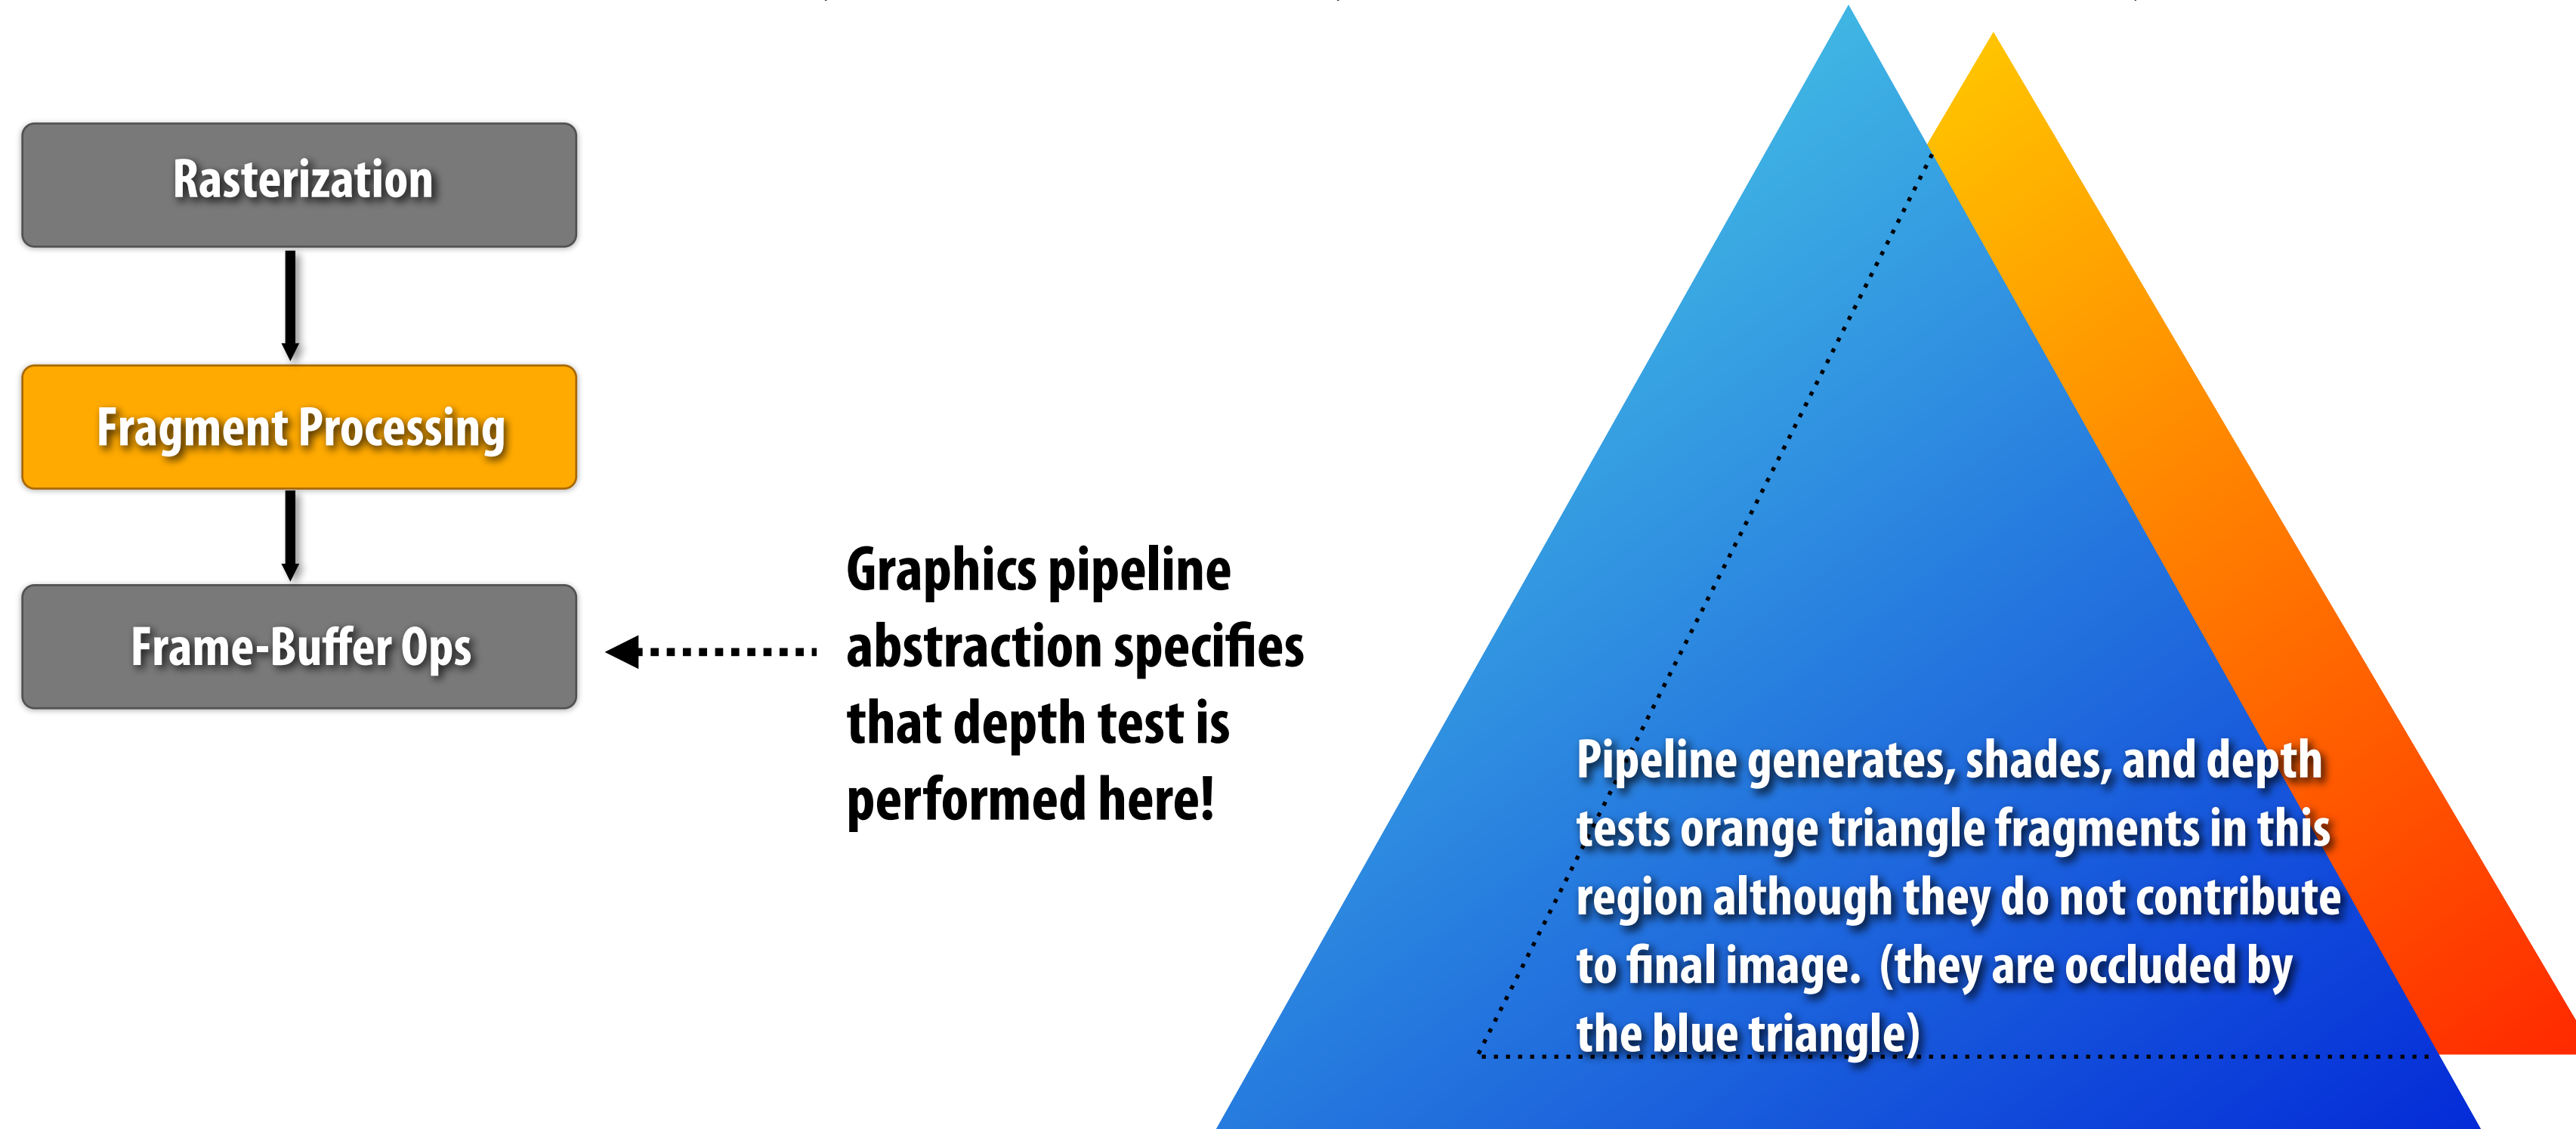 Rasterization
Fragment Processing
Frame-Buffer Ops
Graphics pipeline
abstraction specifies
that depth test is
performed here!
Pipeline generates, shades, and depth
tests orange triangle fragments in this
region although they do not contribute
to final image.  (they are occluded by
the blue triangle)